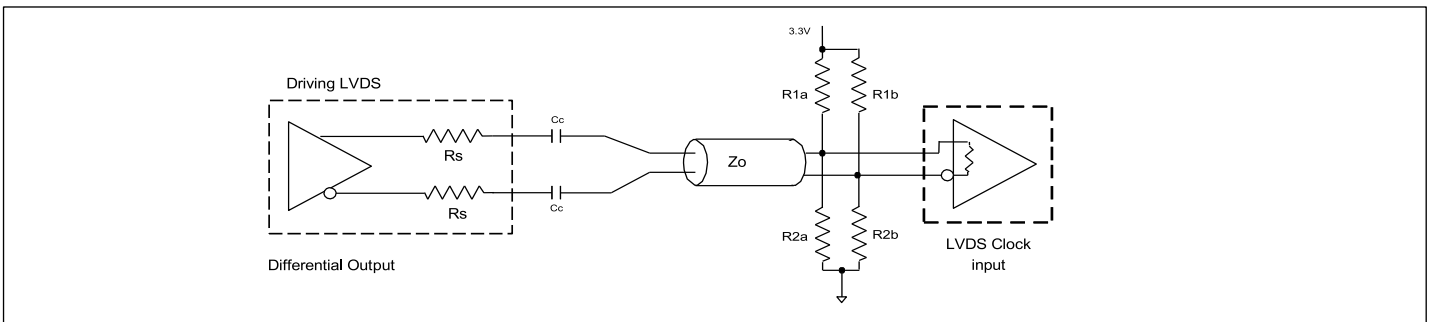 3.3V
Driving LVDS
R1a
R1b
Cc
Rs
Zo
Rs
Cc
R2a
R2b
LVDS Clock
input
Differential Output